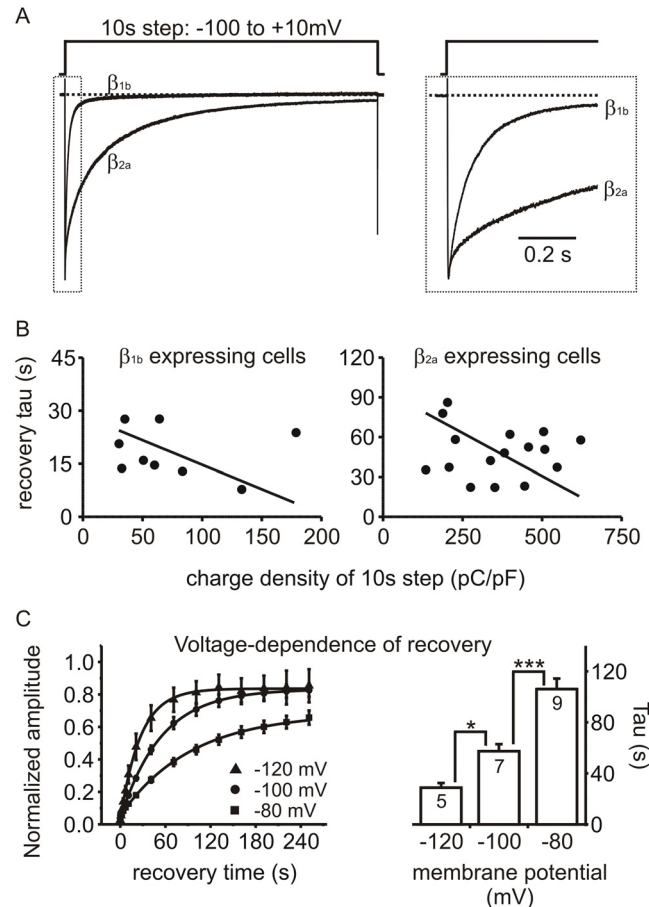 A
10s step: -100 to +10mV
β1b
β2a
β1b
β2a
0.2 s
B
β1b expressing cells
β2a expressing cells
recovery tau (s)
45
30
15
0
0 50 100 150 200
120
90
60
30
0
0 250 500 750
charge density of 10s step (pC/pF)
C
Voltage-dependence of recovery
Normalized amplitude
1.0
0.8
0.6
0.4
0.2
0.0
0 60 120 180 240
recovery time (s)
-120 mV
-100 mV
-80 mV
*
***
5
7
9
120
80
40
0
Tau (s)
-120 -100 -80
membrane potential
(mV)